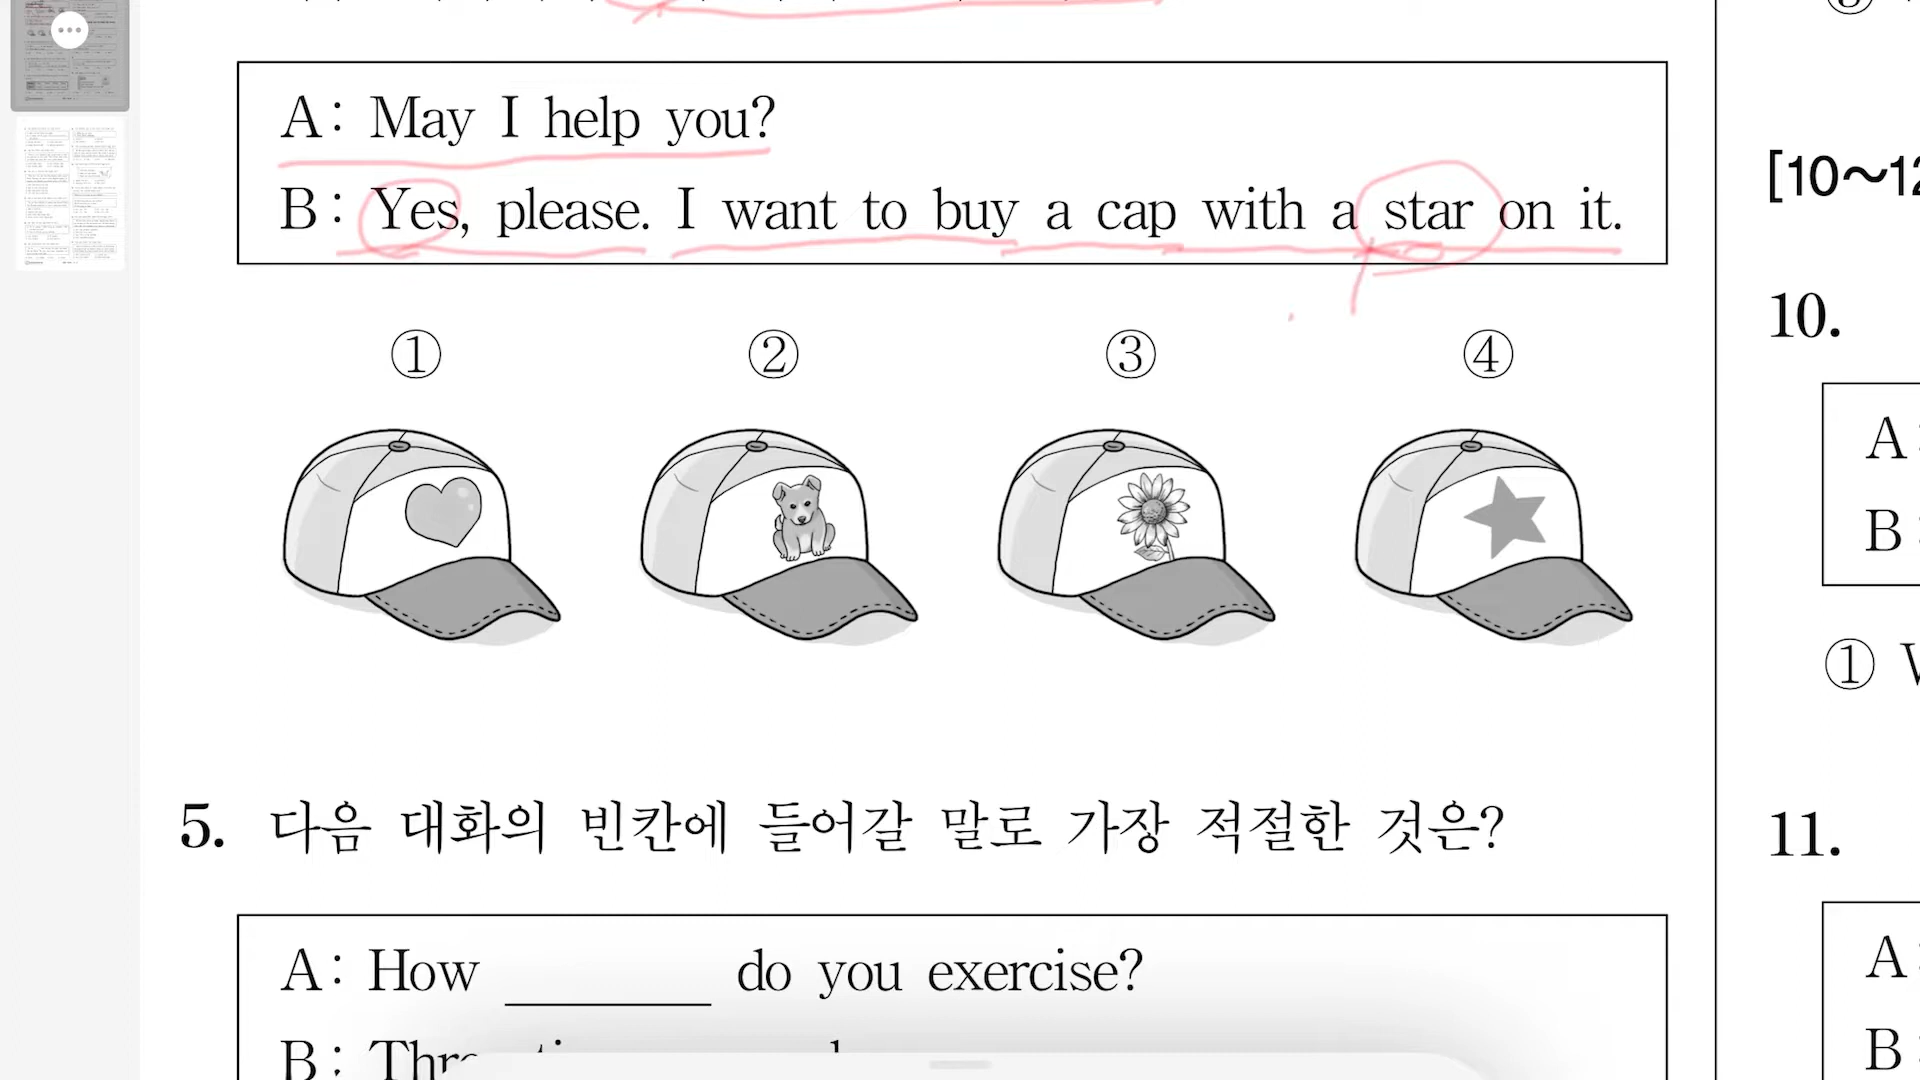 A: May I help you?
B: Yes, please. I want to buy a cap with a star on it.
① ② ③ ④
5. 다음 대화의 빈칸에 들어갈 말로 가장 적절한 것은?
A: How ________ do you exercise?
B:
[10~12
10.
A:
B:
①
11.
A:
B: